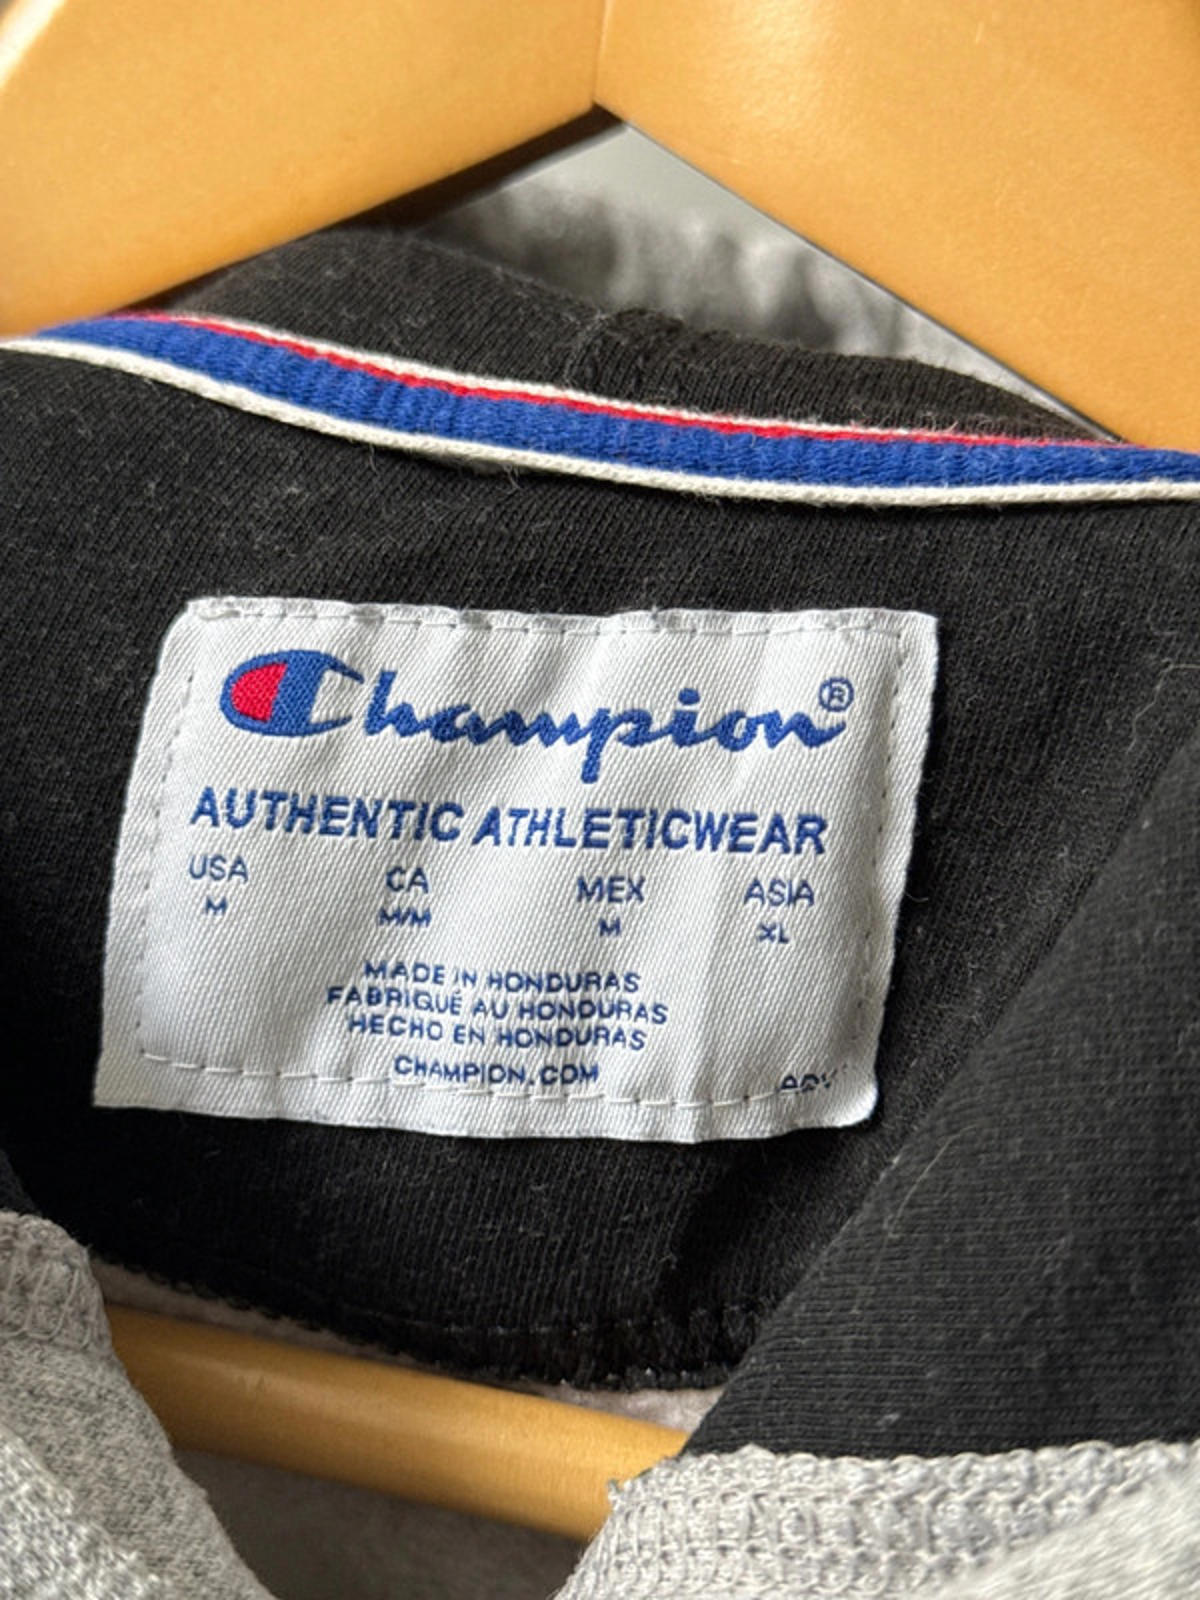 Champion®
AUTHENTIC ATHLETICWEAR
USA CA MEX ASIA
M M/M M XL
MADE IN HONDURAS
FABRIQUÉ AU HONDURAS
HECHO EN HONDURAS
CHAMPION.COM